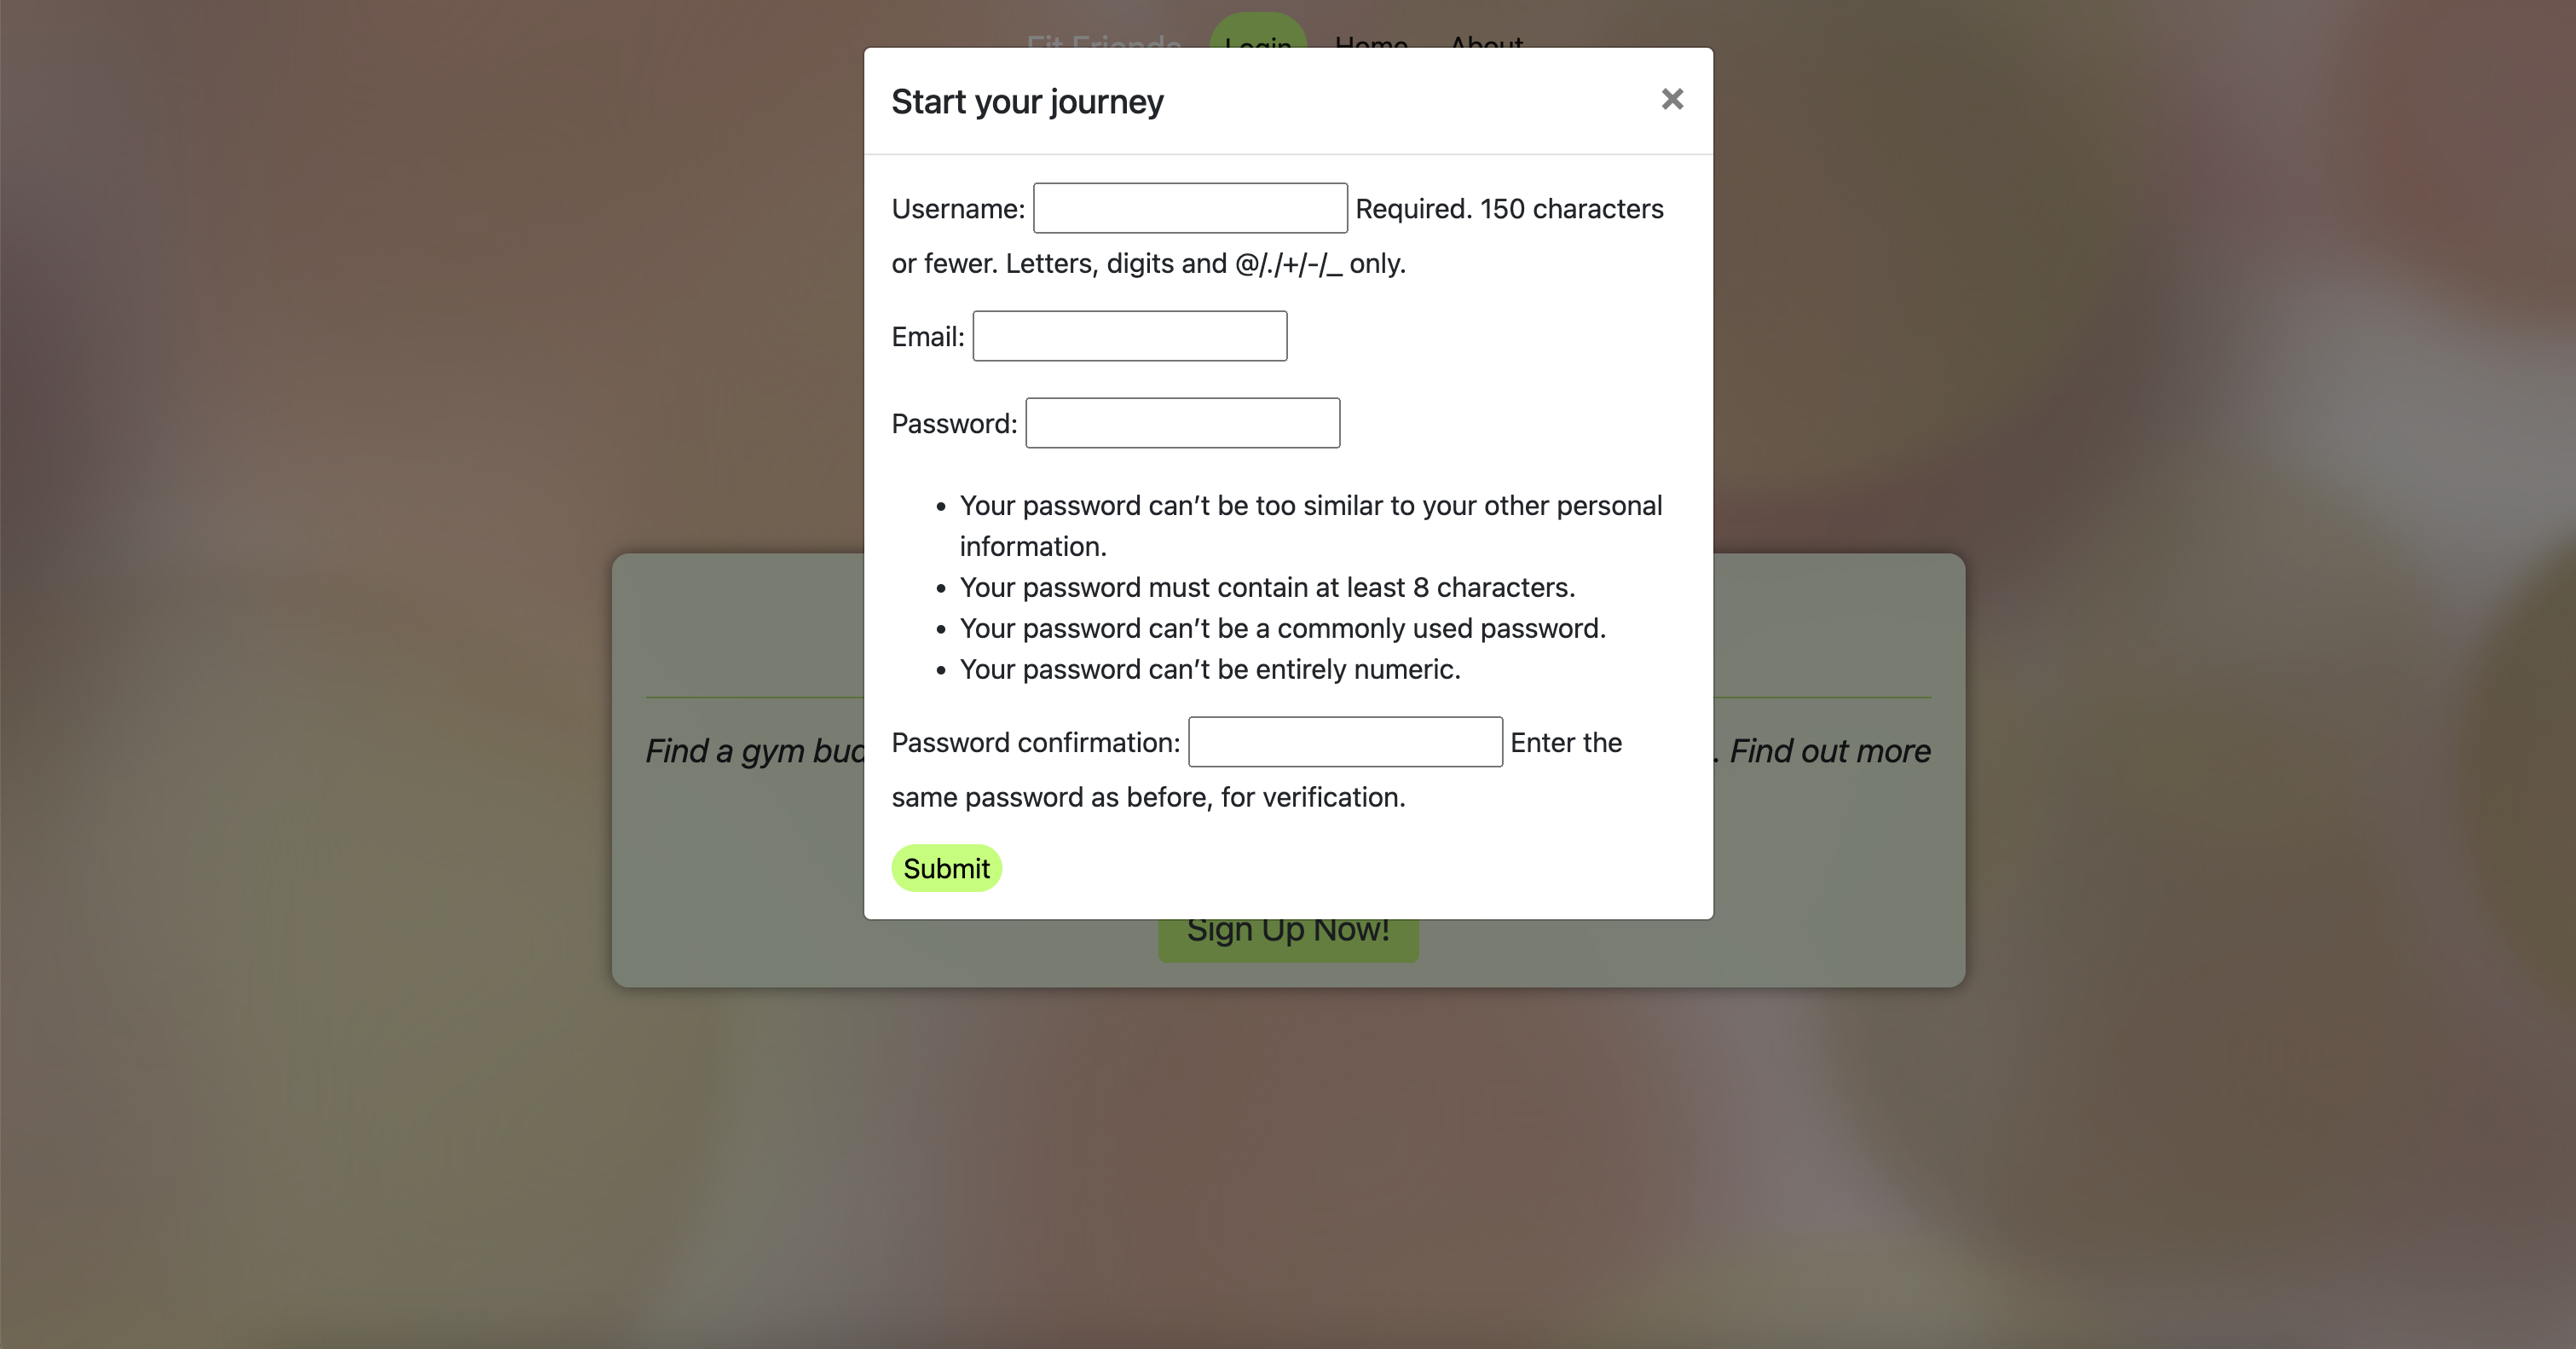 Fit Friends Login Home About
Start your journey ×
Username: Required. 150 characters
or fewer. Letters, digits and @/./+/-/_ only.
Email:
Password:
• Your password can’t be too similar to your other personal
information.
• Your password must contain at least 8 characters.
• Your password can’t be a commonly used password.
• Your password can’t be entirely numeric.
Find a gym . Find out more
Password confirmation: Enter the
same password as before, for verification.
Submit
Sign Up Now!